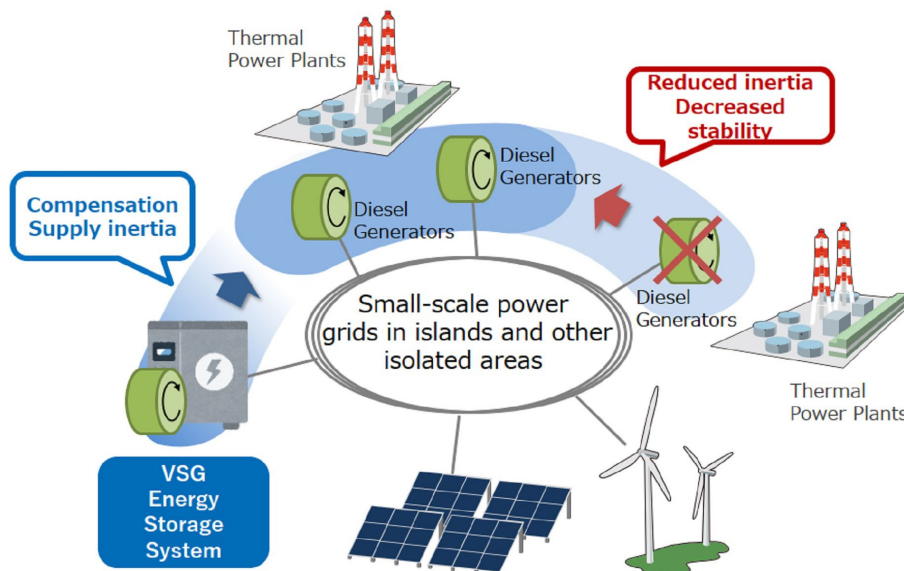 Thermal
Power Plants
Reduced inertia
Decreased
stability
Diesel
Generators
Compensation
Supply inertia
Diesel
Generators
Diesel
Generators
Small-scale power
grids in islands and other
isolated areas
Thermal
Power Plants
VSG
Energy
Storage
System